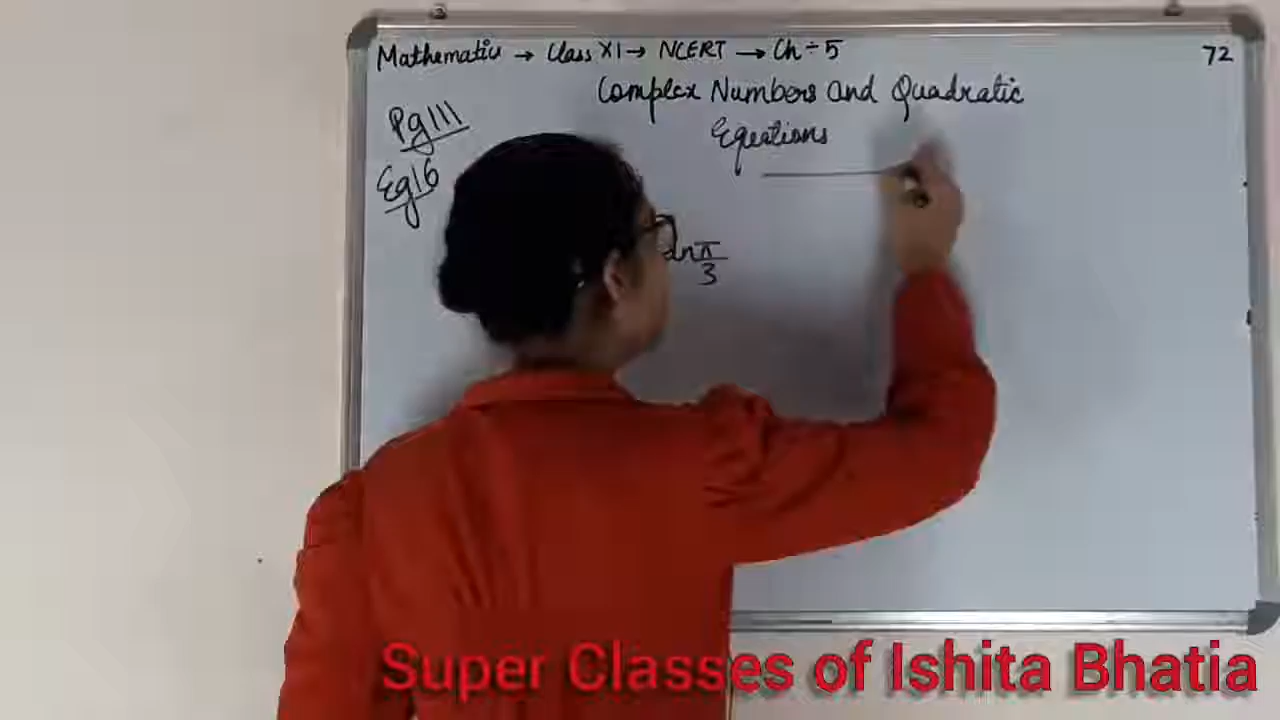 Mathematics → Class XI → NCERT → Ch ÷ 5 72
Complex Numbers and Quadratic
Equations
Pg 111
Eg 16
π
3
Super Classes of Ishita Bhatia